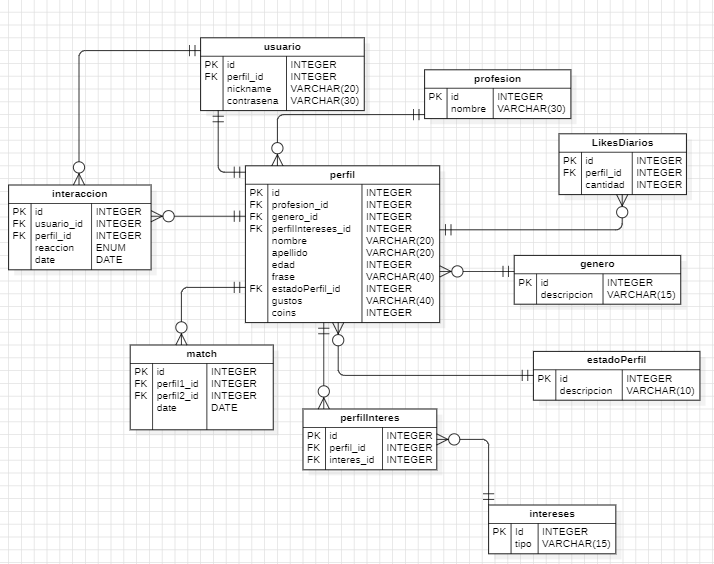 usuario
PK id INTEGER
FK perfil_id INTEGER
nickname VARCHAR(20)
contrasena VARCHAR(30)
profesion
PK id INTEGER
nombre VARCHAR(30)
LikesDiarios
PK id INTEGER
FK perfil_id INTEGER
cantidad INTEGER
interaccion
PK id INTEGER
FK usuario_id INTEGER
FK perfil_id INTEGER
reaccion ENUM
date DATE
perfil
PK id INTEGER
FK profesion_id INTEGER
FK genero_id INTEGER
FK perfilIntereses_id INTEGER
nombre VARCHAR(20)
apellido VARCHAR(20)
edad INTEGER
frase VARCHAR(40)
FK estadoPerfil_id INTEGER
gustos VARCHAR(40)
coins INTEGER
genero
PK id INTEGER
descripcion VARCHAR(15)
match
PK id INTEGER
FK perfil1_id INTEGER
FK perfil2_id INTEGER
date DATE
estadoPerfil
PK id INTEGER
descripcion VARCHAR(10)
perfilInteres
PK id INTEGER
FK perfil_id INTEGER
FK interes_id INTEGER
intereses
PK Id INTEGER
tipo VARCHAR(15)